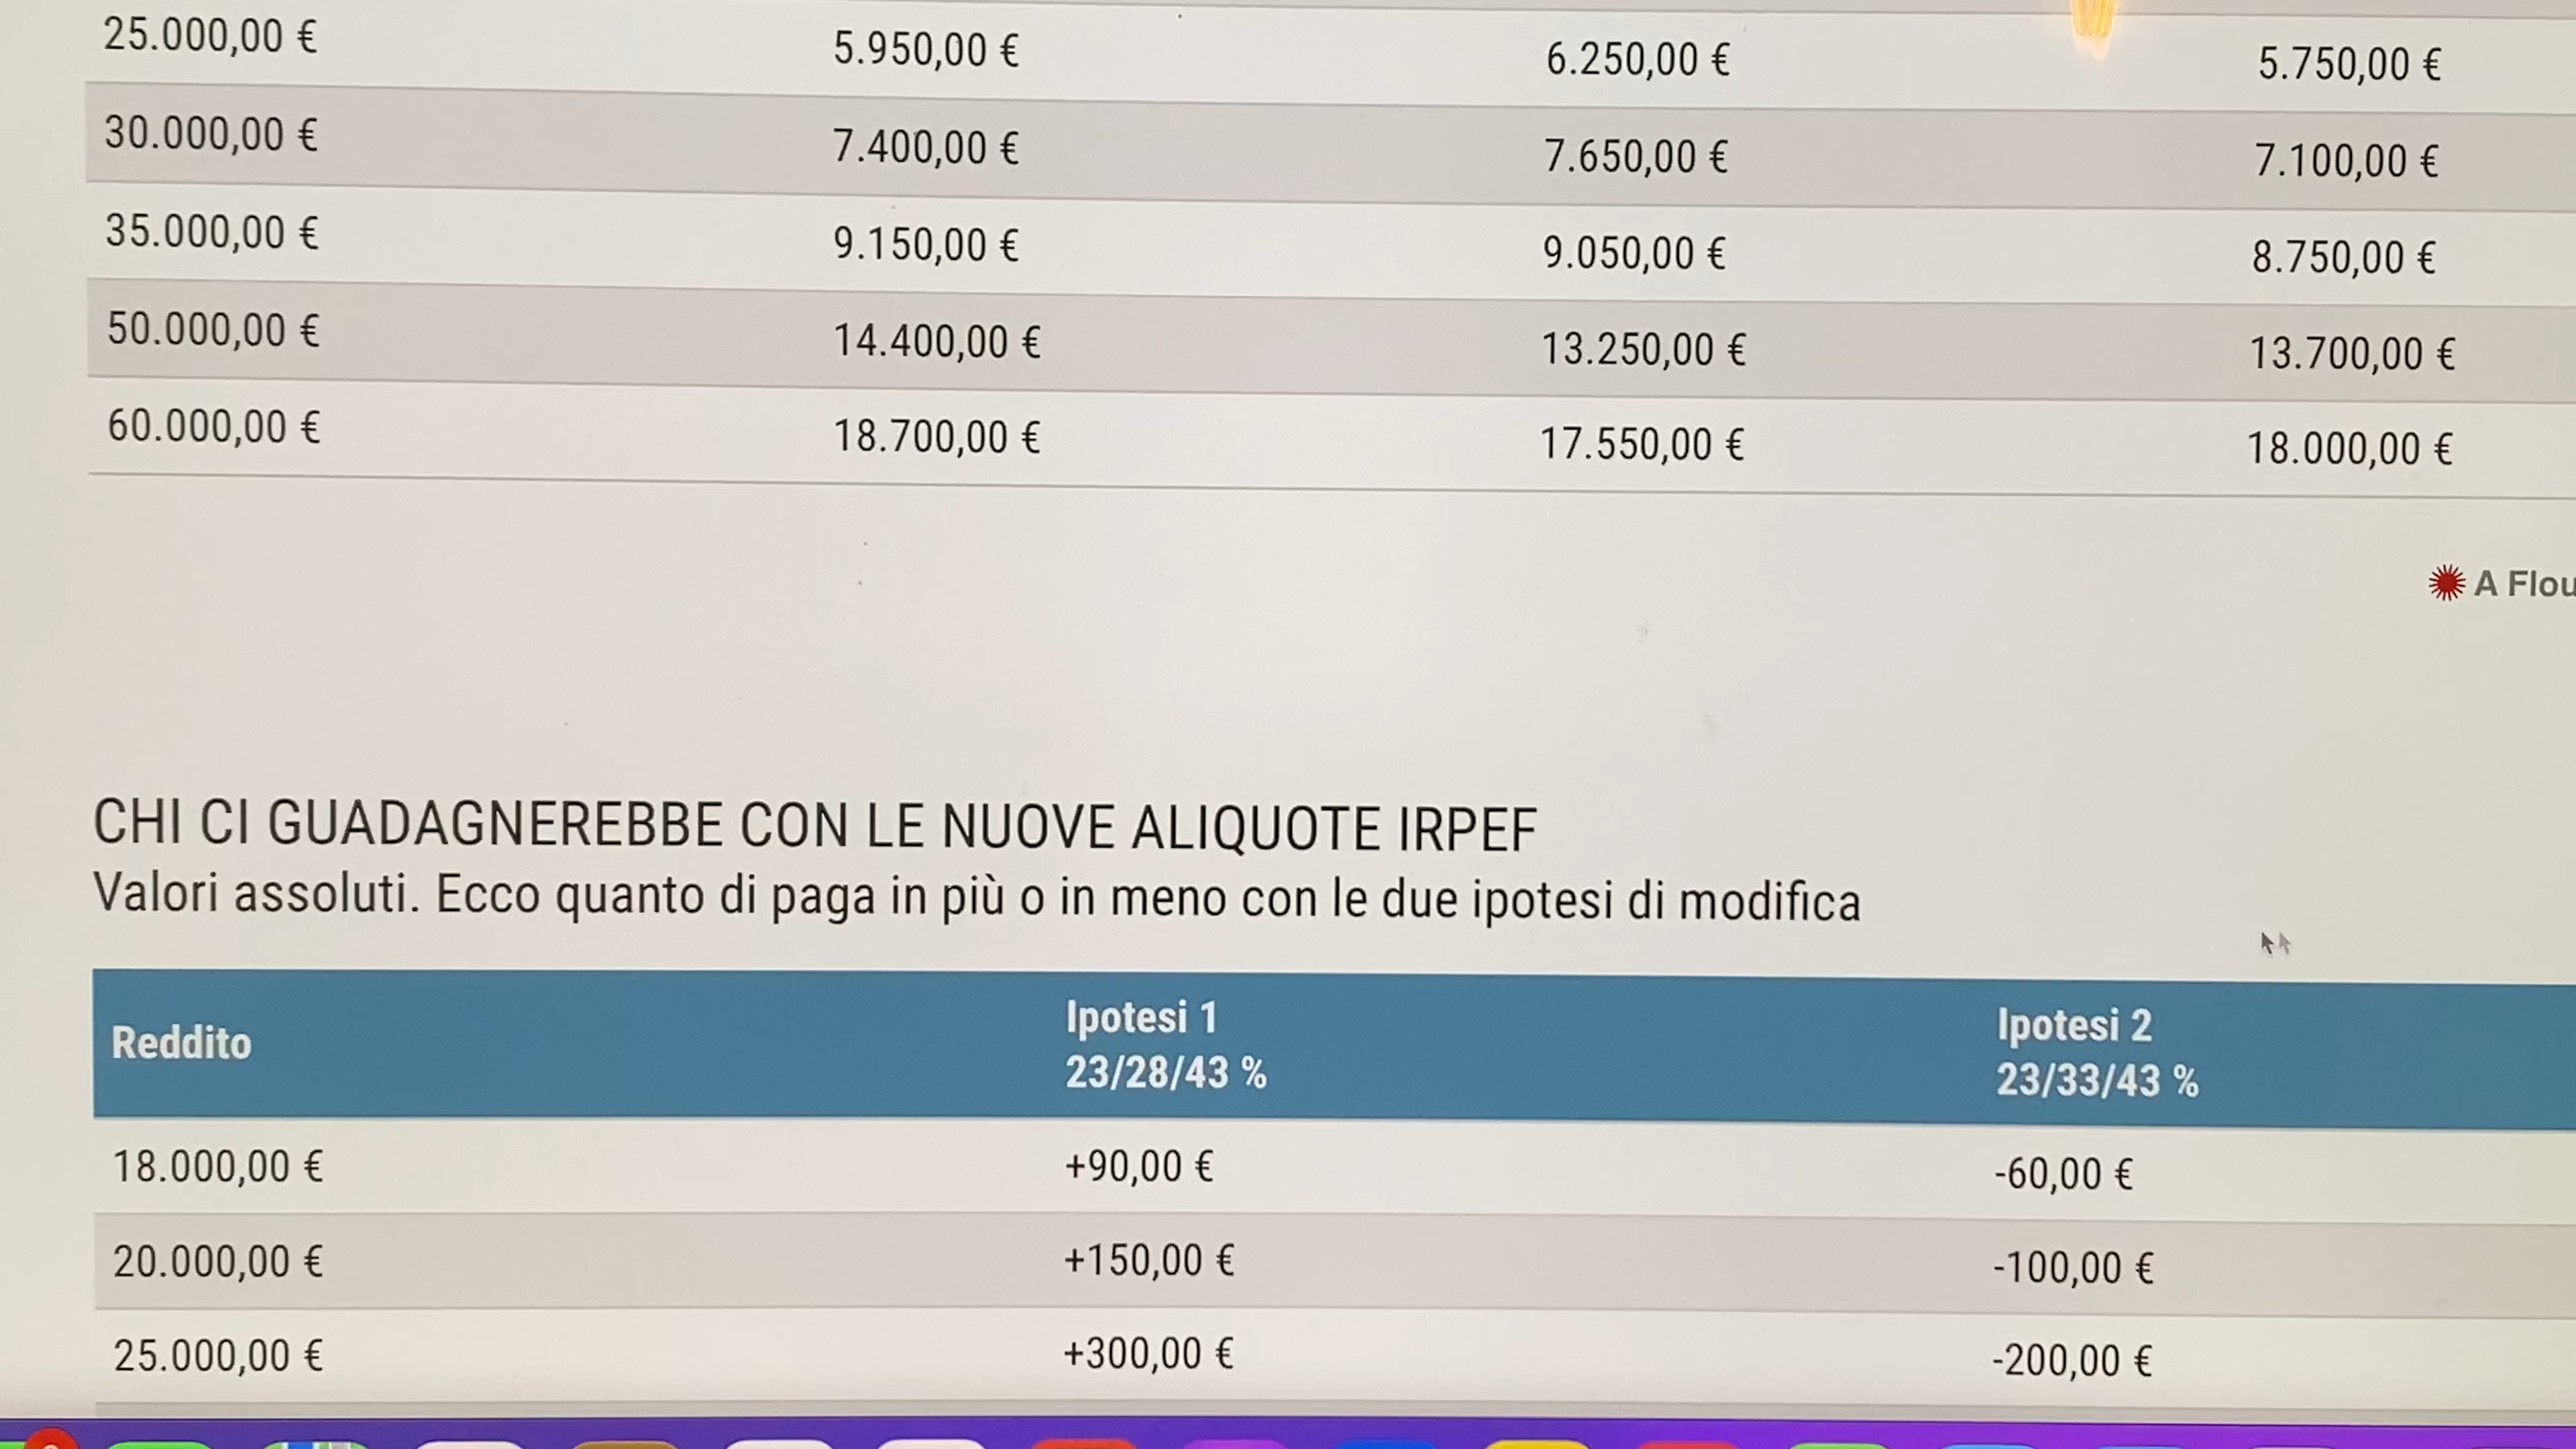 25.000,00 € 5.950,00 € 6.250,00 € 5.750,00 €
30.000,00 € 7.400,00 € 7.650,00 € 7.100,00 €
35.000,00 € 9.150,00 € 9.050,00 € 8.750,00 €
50.000,00 € 14.400,00 € 13.250,00 € 13.700,00 €
60.000,00 € 18.700,00 € 17.550,00 € 18.000,00 €
A Flou
CHI CI GUADAGNEREBBE CON LE NUOVE ALIQUOTE IRPEF
Valori assoluti. Ecco quanto di paga in più o in meno con le due ipotesi di modifica
Reddito Ipotesi 1 Ipotesi 2
23/28/43 % 23/33/43 %
18.000,00 € +90,00 € -60,00 €
20.000,00 € +150,00 € -100,00 €
25.000,00 € +300,00 € -200,00 €